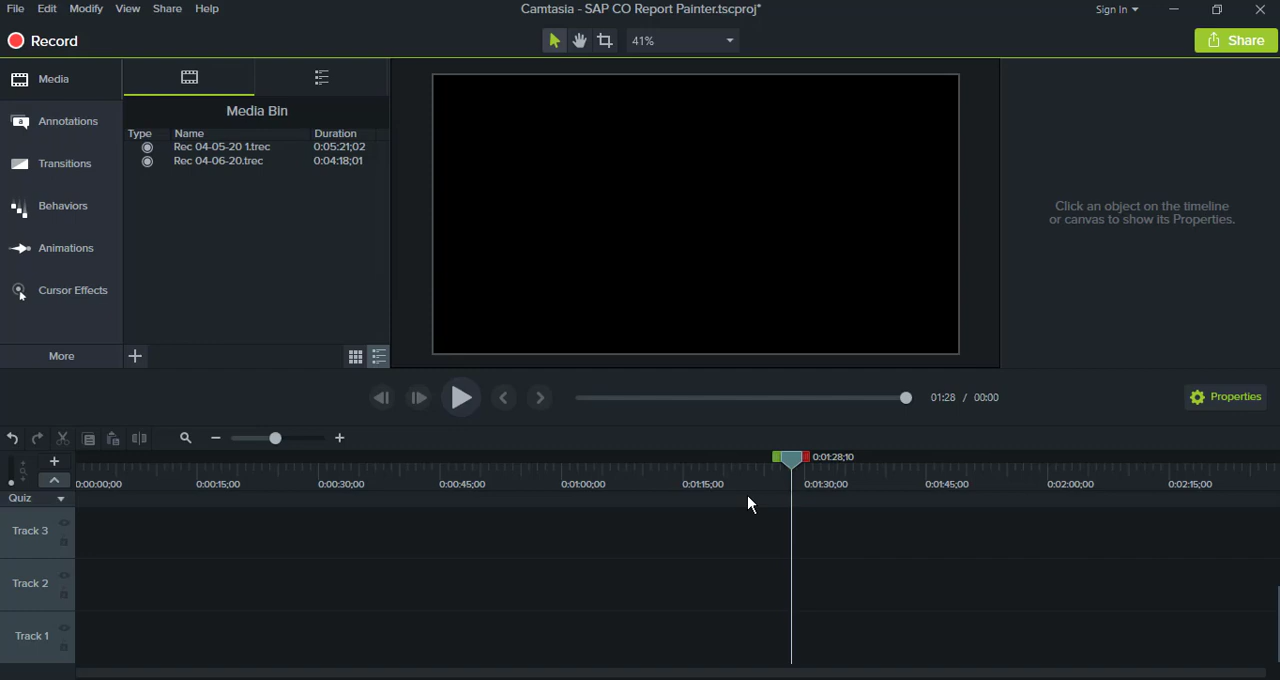 File Edit Modify View Share Help
Camtasia - SAP CO Report Painter.tscproj*
Sign In
Record
41%
Share
Media
Annotations
Transitions
Behaviors
Animations
Cursor Effects
More
Media Bin
Type Name Duration
Rec 04-05-20 1.trec 0:05:21;02
Rec 04-06-20.trec 0:04:18;01
Click an object on the timeline
or canvas to show its Properties.
01:28 / 00:00
Properties
0:01:28;10
0:00:00;00 0:00:15;00 0:00:30;00 0:00:45;00 0:01:00;00 0:01:15;00 0:01:30;00 0:01:45;00 0:02:00;00 0:02:15;00
Quiz
Track 3
Track 2
Track 1